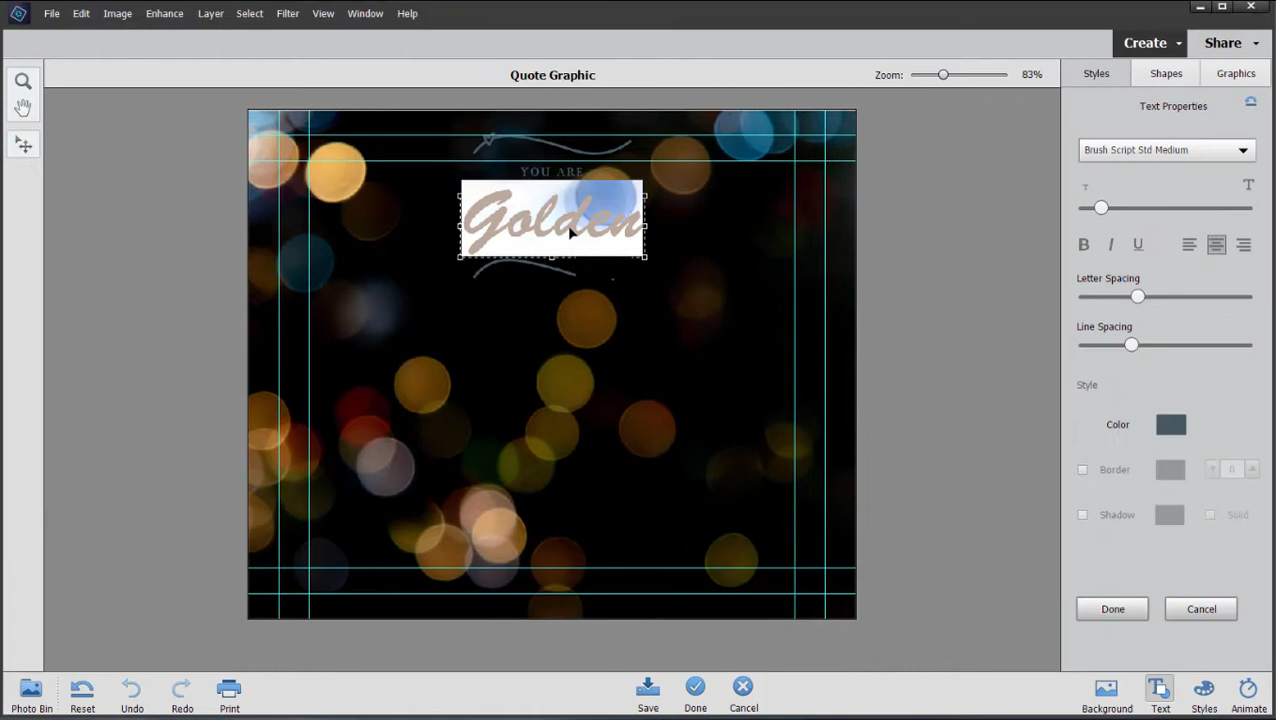 File Edit Image Enhance Layer Select Filter View Window Help
Create Share
Quote Graphic Zoom: 83% Styles Shapes Graphics
Text Properties
Brush Script Std Medium
YOU ARE
Golden
T T
B I U
Letter Spacing
Line Spacing
Style
Color
Border 0
Shadow Solid
Done Cancel
Photo Bin Reset Undo Redo Print Save Done Cancel Background Text Styles Animate